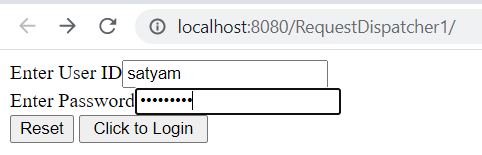 localhost:8080/RequestDispatcher1/
Enter User ID satyam
Enter Password •••••••••
Reset Click to Login